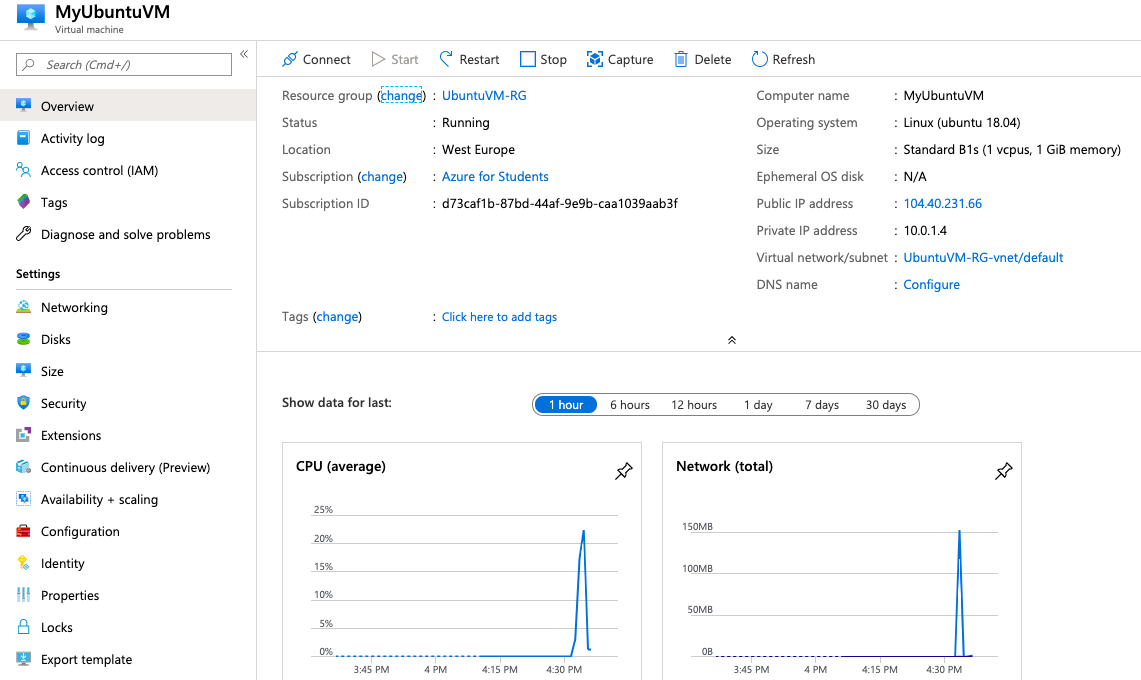 MyUbuntuVM
Virtual machine
Search (Cmd+/)
«
Overview
Activity log
Access control (IAM)
Tags
Diagnose and solve problems
Settings
Networking
Disks
Size
Security
Extensions
Continuous delivery (Preview)
Availability + scaling
Configuration
Identity
Properties
Locks
Export template
Connect Start Restart Stop Capture Delete Refresh
Resource group (change) : UbuntuVM-RG
Status : Running
Location : West Europe
Subscription (change) : Azure for Students
Subscription ID : d73caf1b-87bd-44af-9e9b-caa1039aab3f
Computer name : MyUbuntuVM
Operating system : Linux (ubuntu 18.04)
Size : Standard B1s (1 vcpus, 1 GiB memory)
Ephemeral OS disk : N/A
Public IP address : 104.40.231.66
Private IP address : 10.0.1.4
Virtual network/subnet : UbuntuVM-RG-vnet/default
DNS name : Configure
Tags (change) : Click here to add tags
Show data for last: 1 hour 6 hours 12 hours 1 day 7 days 30 days
CPU (average)
25%
20%
15%
10%
5%
0%
3:45 PM 4 PM 4:15 PM 4:30 PM
Network (total)
150MB
100MB
50MB
0B
3:45 PM 4 PM 4:15 PM 4:30 PM